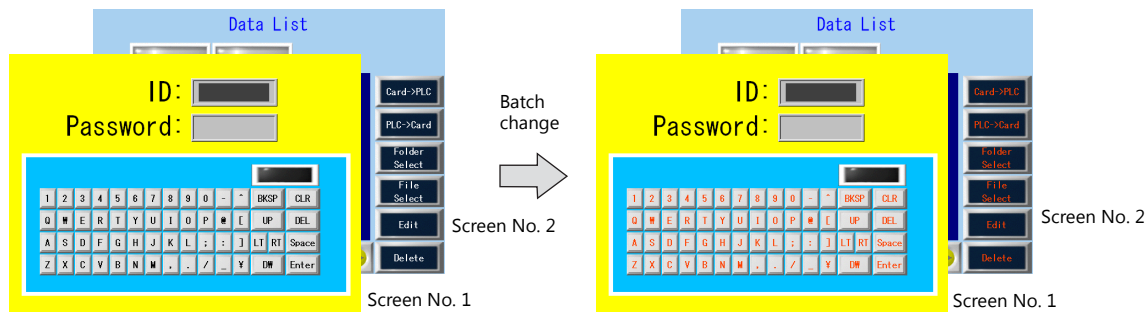 Data List
ID:
Password:
Card->PLC
PLC->Card
Folder
Select
File
Select
Edit
Delete
1 2 3 4 5 6 7 8 9 0 - ^ BKSP CLR
Q W E R T Y U I O P @ [ UP DEL
A S D F G H J K L ; : ] LT RT Space
Z X C V B N M , . / _ ¥ DW Enter
Screen No. 2
Screen No. 1
Batch
change
Data List
ID:
Password:
Card->PLC
PLC->Card
Folder
Select
File
Select
Edit
Delete
1 2 3 4 5 6 7 8 9 0 - ^ BKSP CLR
Q W E R T Y U I O P @ [ UP DEL
A S D F G H J K L ; : ] LT RT Space
Z X C V B N M , . / _ ¥ DW Enter
Screen No. 2
Screen No. 1